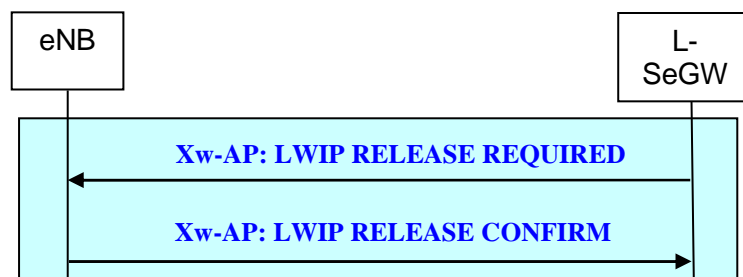 eNB
L-
SeGW
Xw-AP: LWIP RELEASE REQUIRED
Xw-AP: LWIP RELEASE CONFIRM